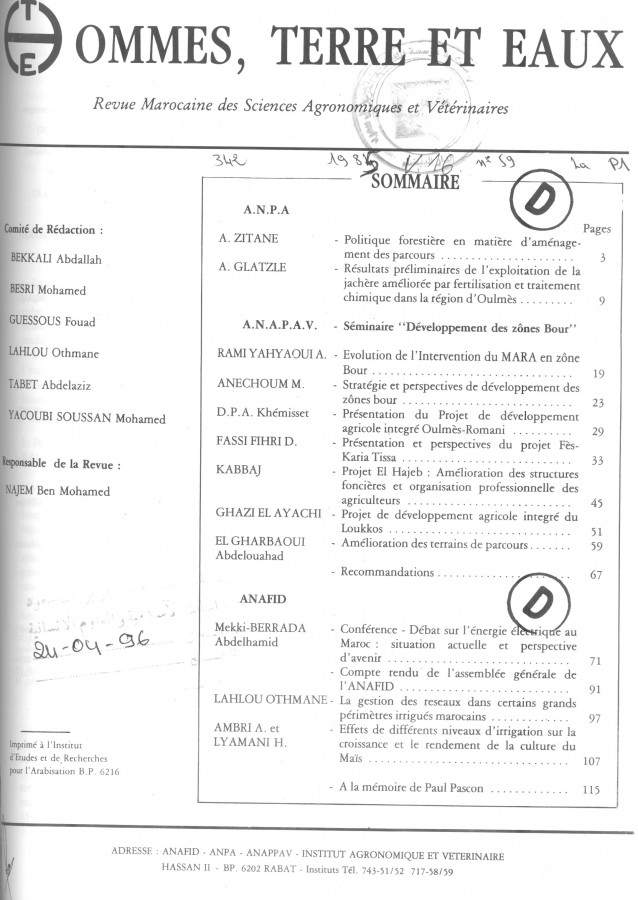 HOMMES, TERRE ET EAUX
Revue Marocaine des Sciences Agronomiques et Vétérinaires
342 1985 V.16 n° 59 La P1
Comité de Rédaction :
BEKKALI Abdallah
BESRI Mohamed
GUESSOUS Fouad
LAHLOU Othmane
TABET Abdelaziz
YACOUBI SOUSSAN Mohamed
Responsable de la Revue :
NAJEM Ben Mohamed
24-04-96
Imprimé à l'Institut
d'Etudes et de Recherches
pour l'Arabisation B.P. 6216
SOMMAIRE
D
A.N.P.A
Pages
A. ZITANE - Politique forestière en matière d'aménage-
ment des parcours ..................... 3
A. GLATZLE - Résultats préliminaires de l'exploitation de la
jachère améliorée par fertilisation et traitement
chimique dans la région d'Oulmès ......... 9
A.N.A.P.A.V. - Séminaire "Développement des zônes Bour"
RAMI YAHYAOUI A. - Evolution de l'Intervention du MARA en zône
Bour ................................ 19
ANECHOUM M. - Stratégie et perspectives de développement des
zônes bour ........................... 23
D.P.A. Khémisset - Présentation du Projet de développement
agricole integré Oulmès-Romani ........... 29
FASSI FIHRI D. - Présentation et perspectives du projet Fès-
Karia Tissa ........................... 33
KABBAJ - Projet El Hajeb : Amélioration des structures
foncières et organisation professionnelle des
agriculteurs ........................... 45
GHAZI EL AYACHI - Projet de développement agricole integré du
Loukkos ............................. 51
EL GHARBAOUI - Amélioration des terrains de parcours....... 59
Abdelouahad
- Recommandations ...................... 67
D
ANAFID
Mekki-BERRADA - Conférence - Débat sur l'énergie électrique au
Abdelhamid Maroc : situation actuelle et perspective
d'avenir ............................. 71
- Compte rendu de l'assemblée générale de
l'ANAFID ........................... 91
LAHLOU OTHMANE - La gestion des reseaux dans certains grands
périmètres irrigués marocains ............. 97
AMBRI A. et - Effets de différents niveaux d'irrigation sur la
LYAMANI H. croissance et le rendement de la culture du
Maïs ................................ 107
- A la mémoire de Paul Pascon ............. 115
ADRESSE : ANAFID - ANPA - ANAPPAV - INSTITUT AGRONOMIQUE ET VETERINAIRE
HASSAN II - BP. 6202 RABAT - Instituts Tél. 743-51/52 717-58/59